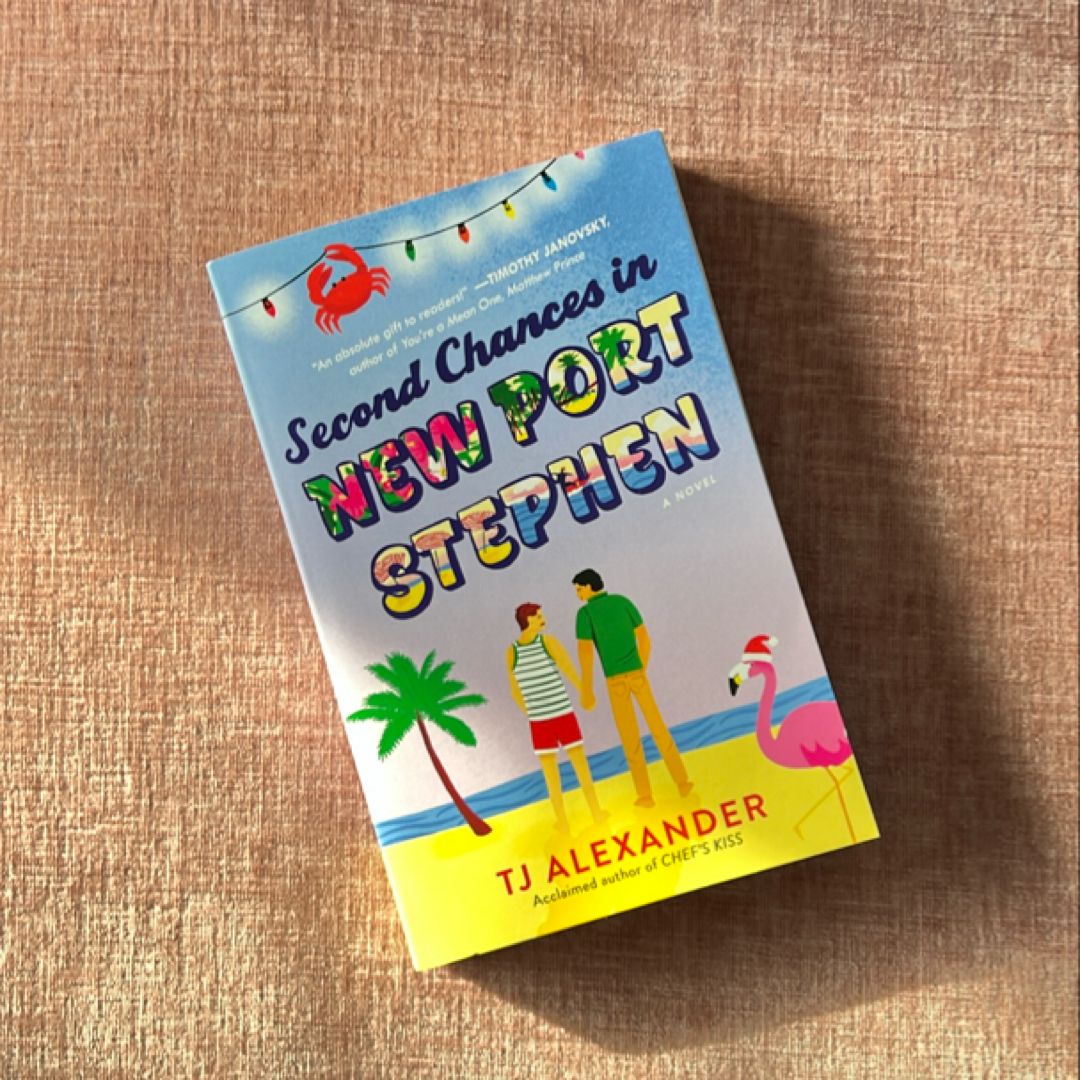 "An absolute gift to readers!" —TIMOTHY JANOVSKY,
author of You're a Mean One, Matthew Prince
Second Chances in
NEW PORT
STEPHEN
A NOVEL
TJ ALEXANDER
Acclaimed author of CHEF'S KISS